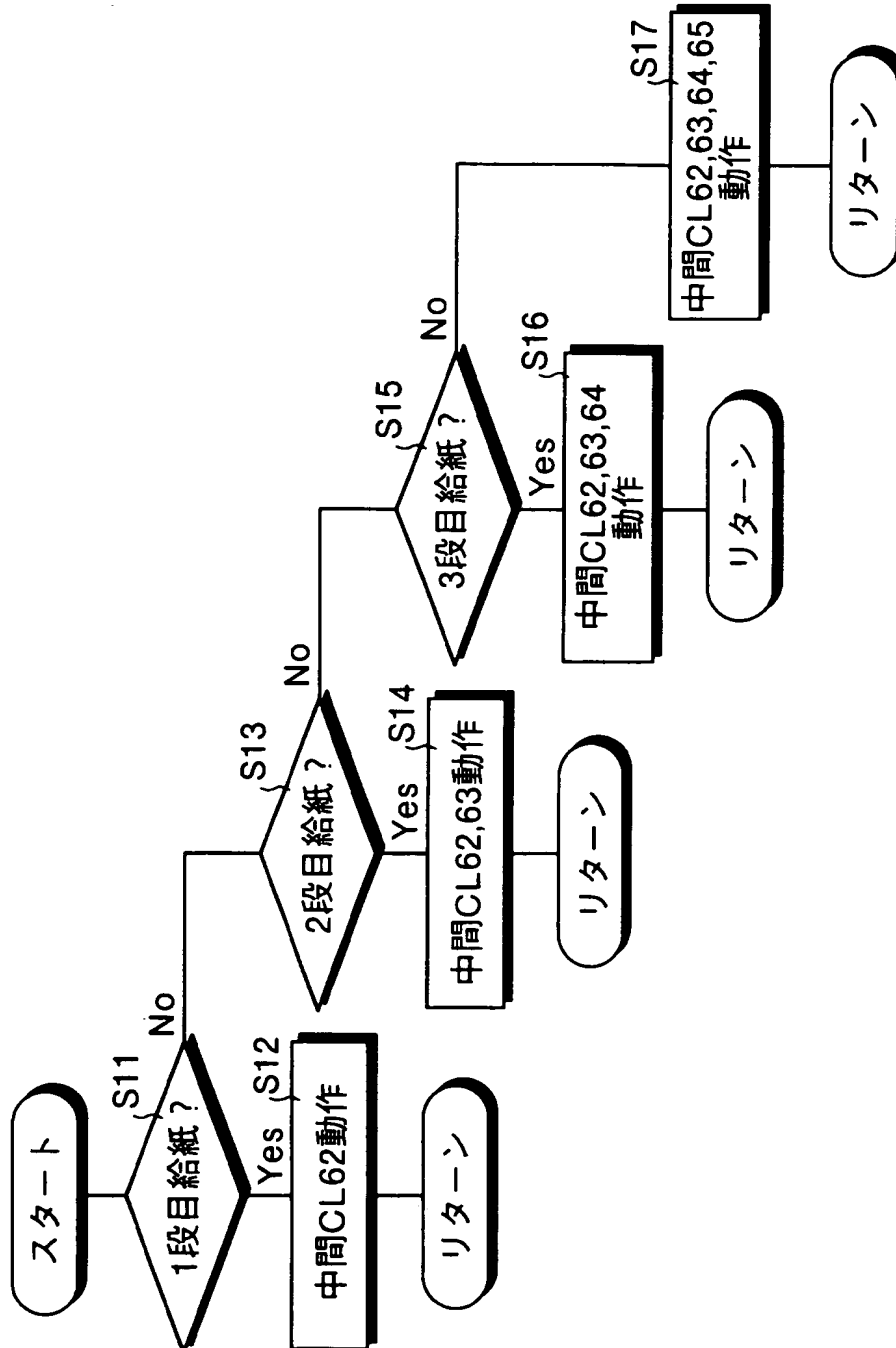 スタート
S11
1段目給紙?
No
Yes
S12
中間CL62動作
リターン
S13
2段目給紙?
No
Yes
S14
中間CL62,63動作
リターン
S15
3段目給紙?
No
Yes
S16
中間CL62,63,64
動作
リターン
S17
中間CL62,63,64,65
動作
リターン